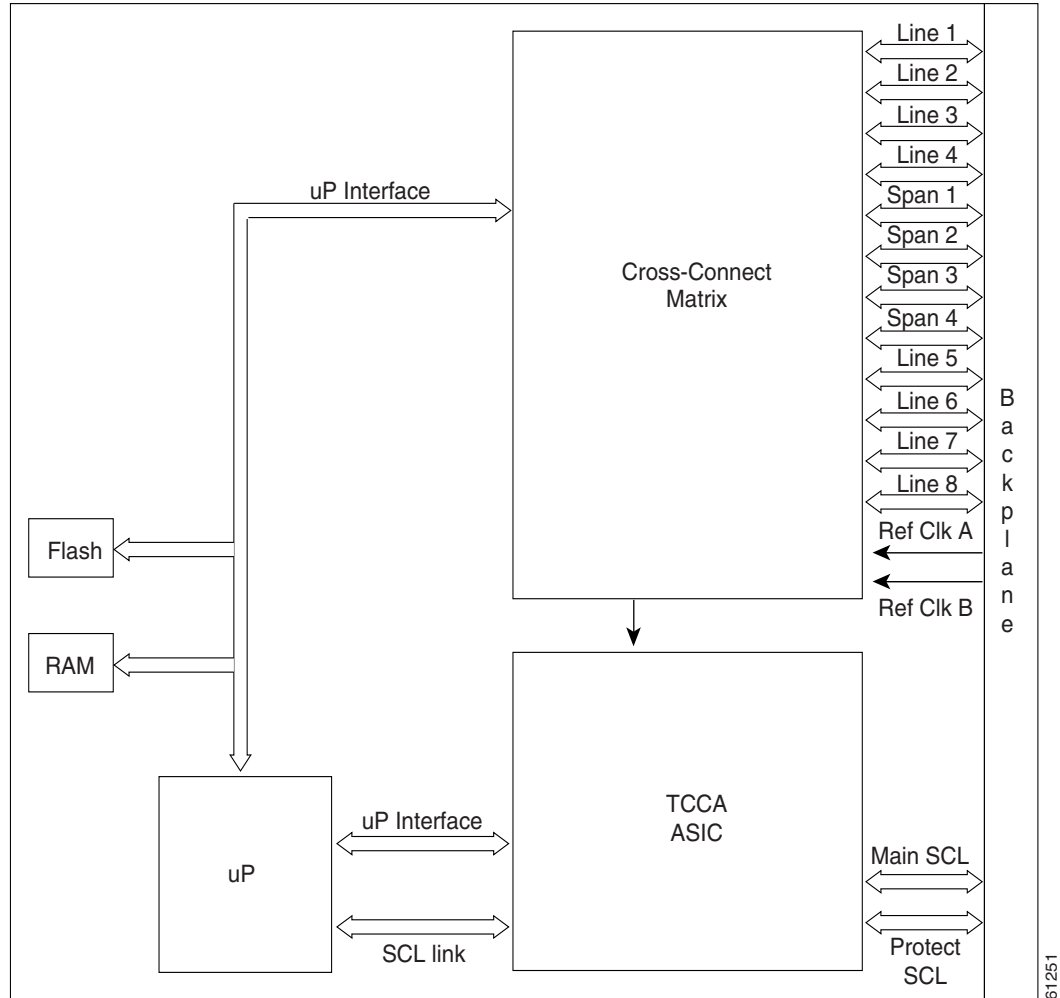 Line 1
Line 2
Line 3
Line 4
uP Interface
Span 1
Span 2
Cross-Connect
Matrix
Span 3
Span 4
Line 5
Line 6
Line 7
Line 8
Backplane
Flash
Ref Clk A
Ref Clk B
RAM
TCCA
ASIC
uP Interface
uP
Main SCL
SCL link
Protect
SCL
61251